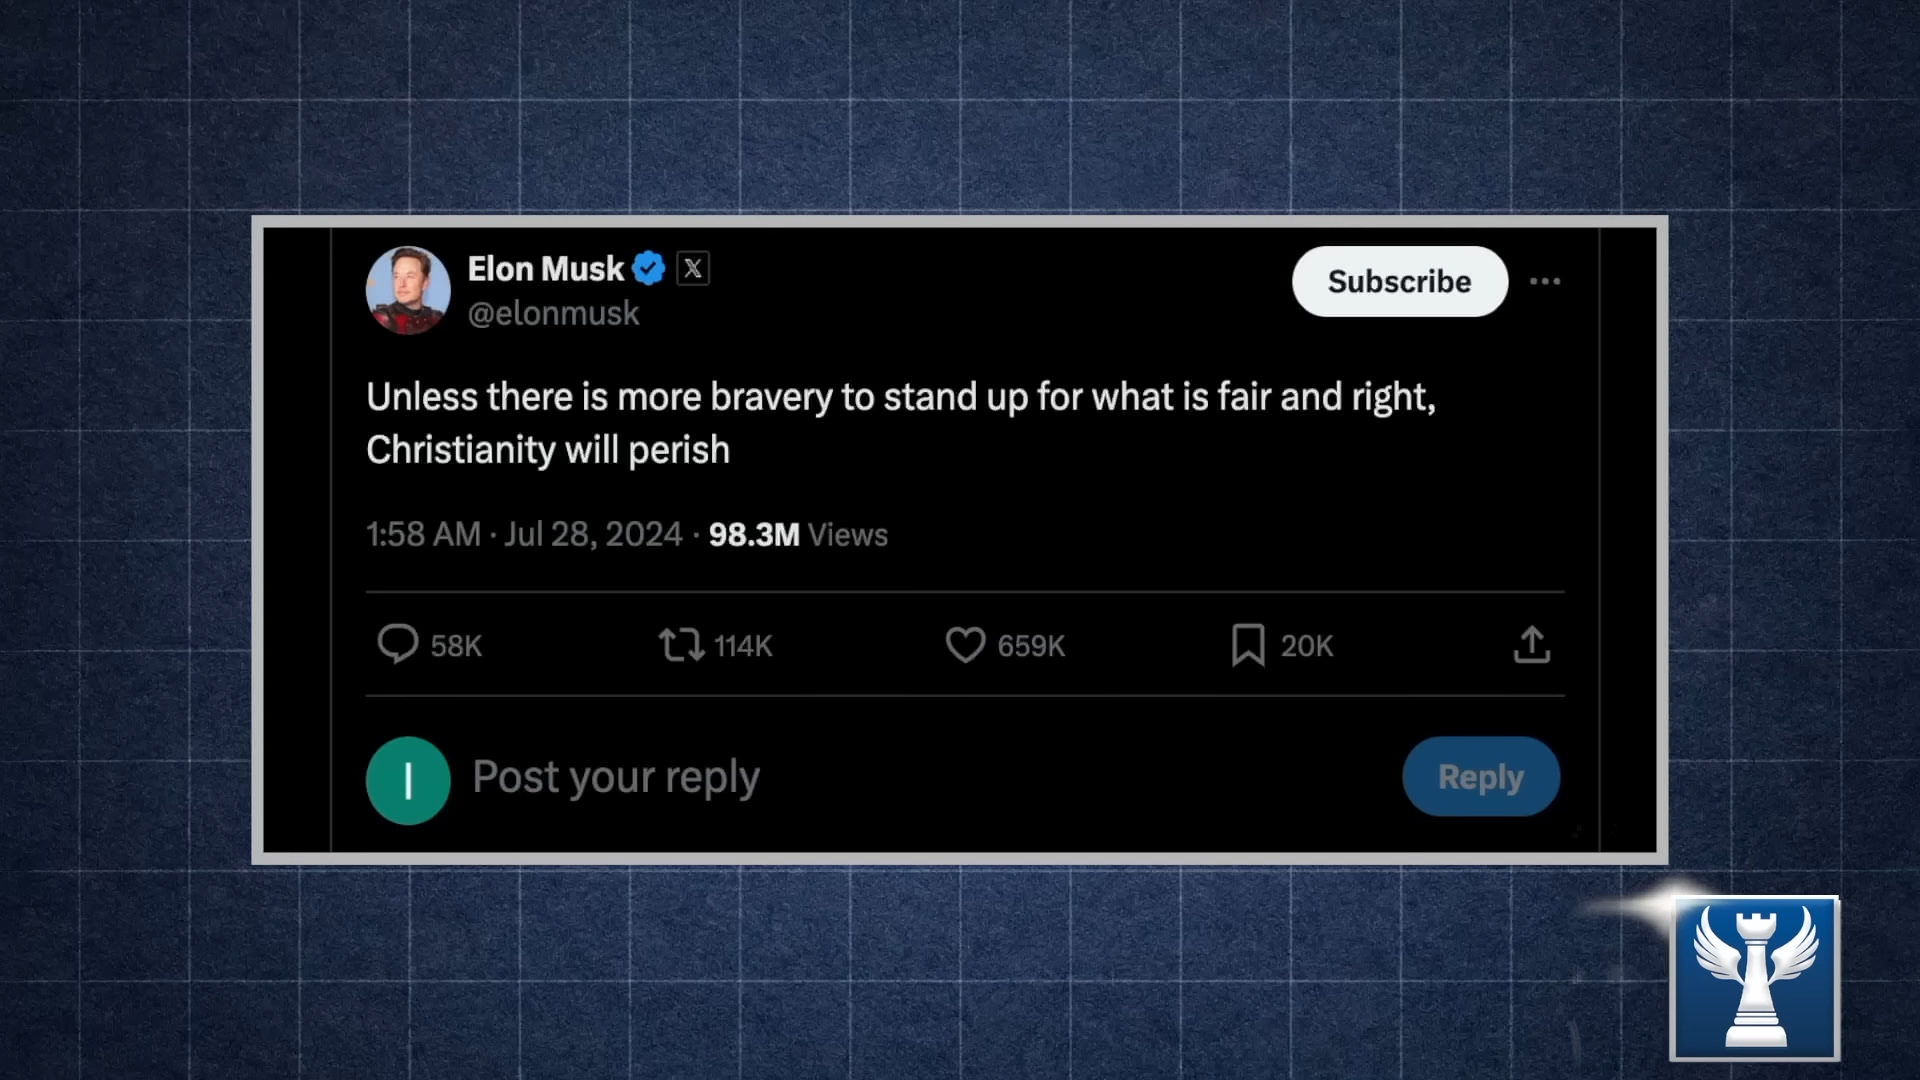 Elon Musk X
@elonmusk
Subscribe
Unless there is more bravery to stand up for what is fair and right,
Christianity will perish
1:58 AM · Jul 28, 2024 · 98.3M Views
58K 114K 659K 20K
I Post your reply
Reply